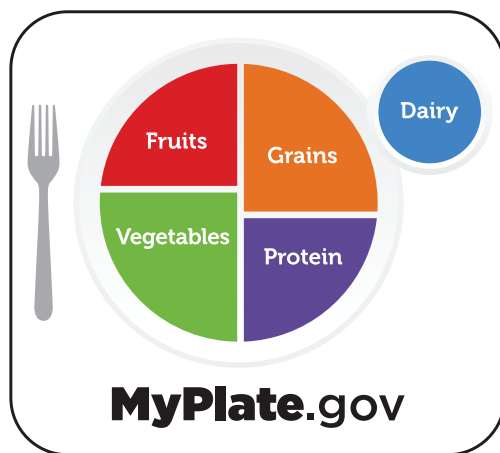 Dairy
Fruits
Grains
Vegetables
Protein
MyPlate.gov